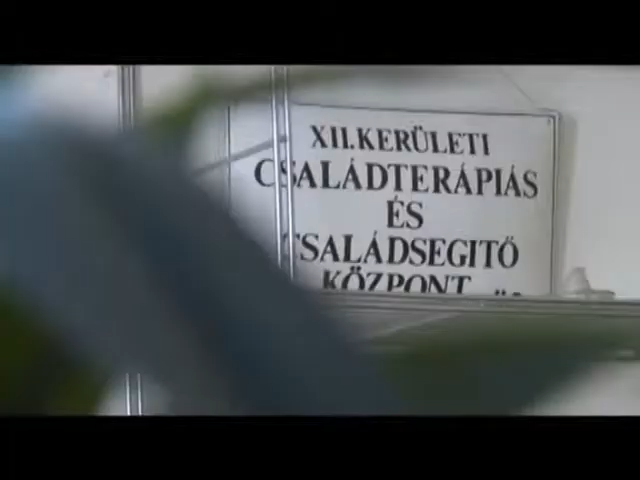 XII.KERÜLETI
CSALÁDTERÁPIÁS
ÉS
CSALÁDSEGITŐ
KÖZPONT